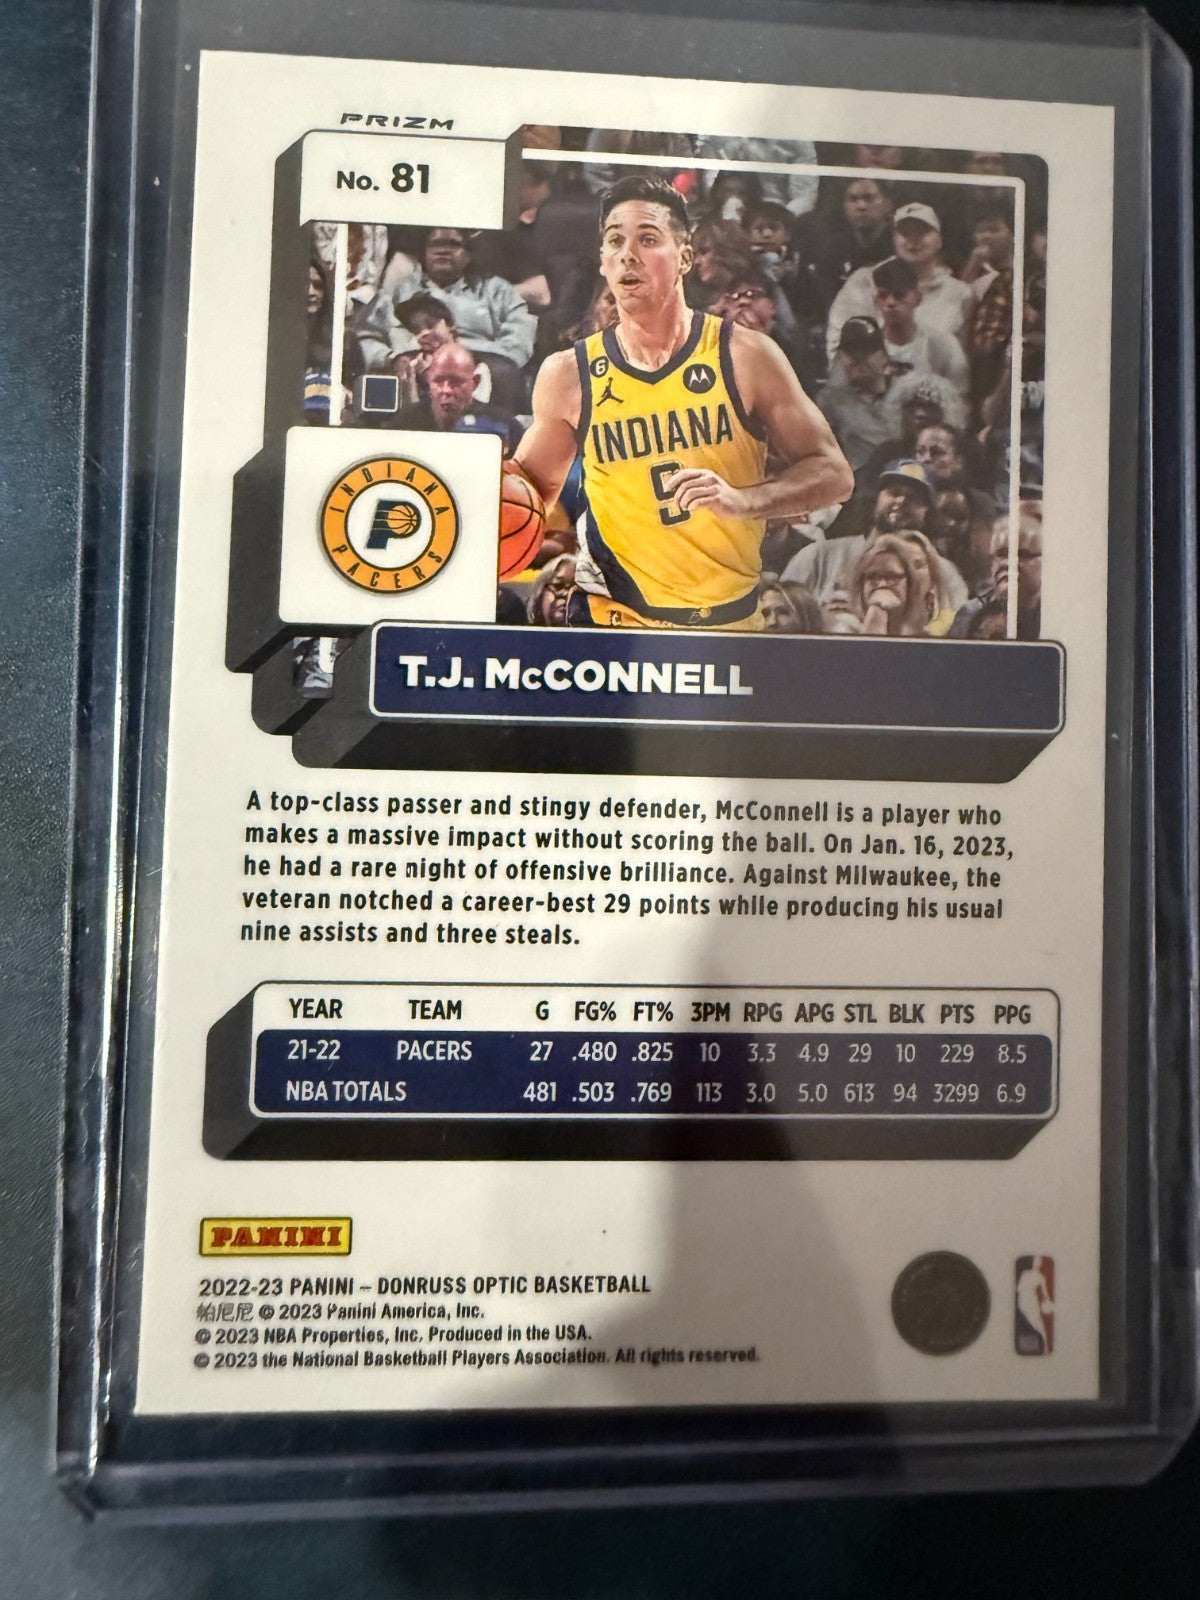 PRIZM
No. 81
6
INDIANA
9
INDIANA
PACERS
T.J. McCONNELL
A top-class passer and stingy defender, McConnell is a player who
makes a massive impact without scoring the ball. On Jan. 16, 2023,
he had a rare night of offensive brilliance. Against Milwaukee, the
veteran notched a career-best 29 points while producing his usual
nine assists and three steals.
YEAR TEAM G FG% FT% 3PM RPG APG STL BLK PTS PPG
21-22 PACERS 27 .480 .825 10 3.3 4.9 29 10 229 8.5
NBA TOTALS 481 .503 .769 113 3.0 5.0 613 94 3299 6.9
PANINI
2022-23 PANINI – DONRUSS OPTIC BASKETBALL
帕尼尼 © 2023 Panini America, Inc.
© 2023 NBA Properties, Inc. Produced in the USA.
© 2023 the National Basketball Players Association. All rights reserved.